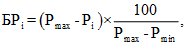 БР_i = (P_max - P_i) × 100 / (P_max - P_min),